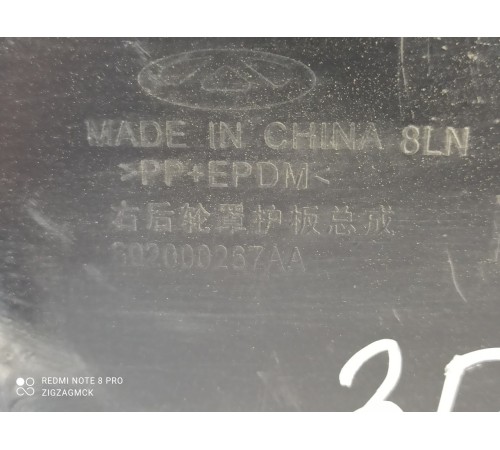 MADE IN CHINA 8LN
>PP+EPDM<
右后轮罩护板总成
602000257AA
REDMI NOTE 8 PRO
ZIGZAGMCK